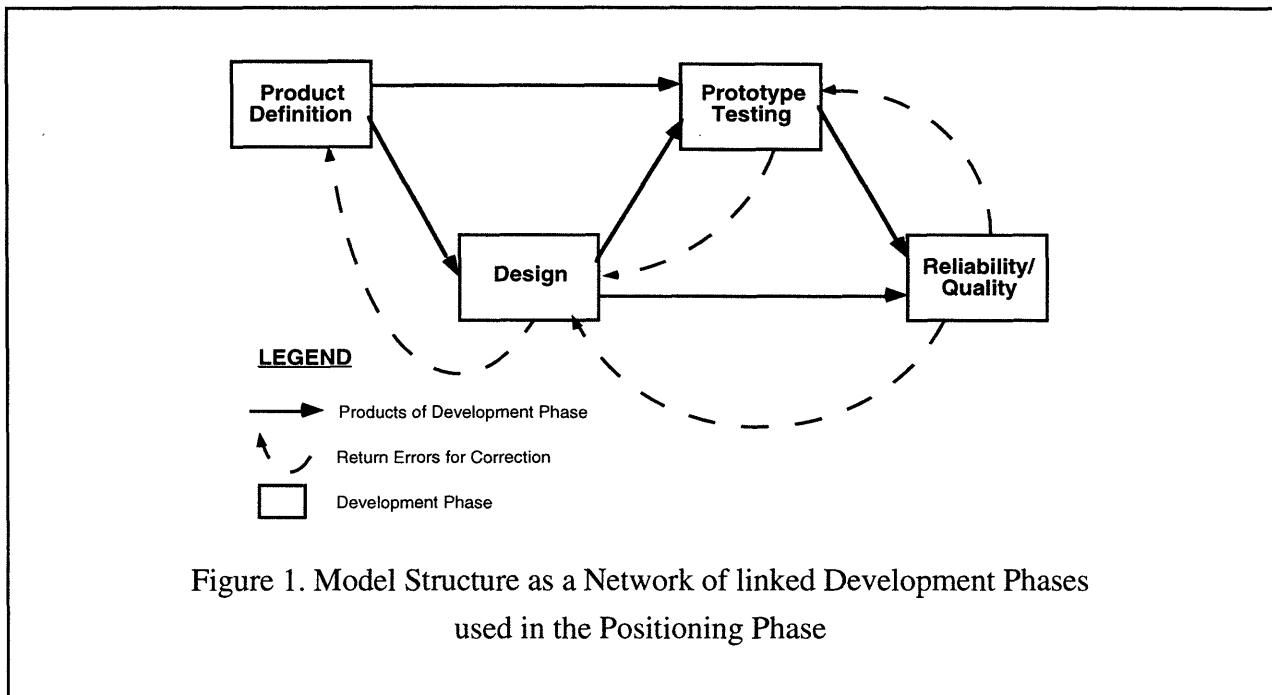 Product
Definition
Prototype
Testing
Design
Reliability/
Quality
LEGEND
Products of Development Phase
Return Errors for Correction
Development Phase
Figure 1. Model Structure as a Network of linked Development Phases
used in the Positioning Phase